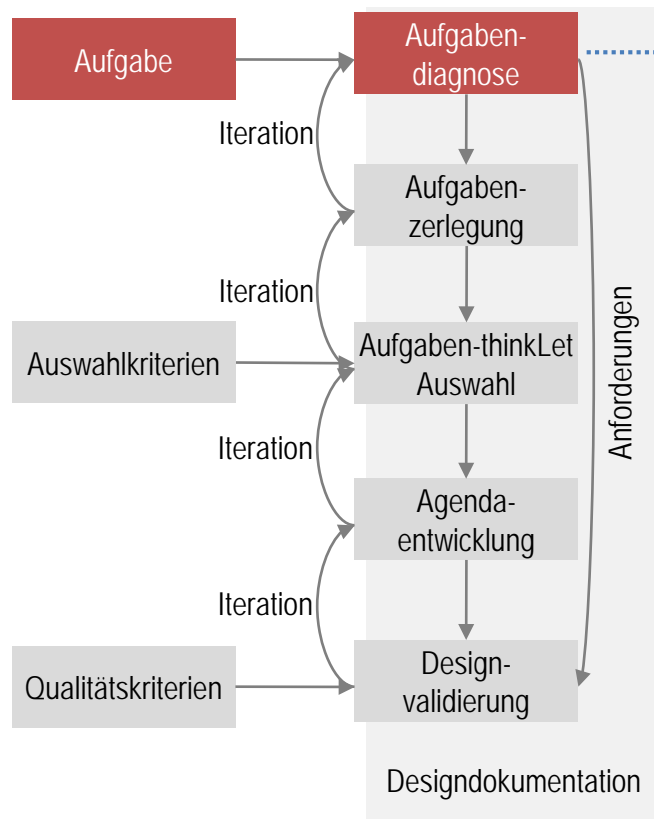 Aufgabe
Aufgaben-
diagnose
Iteration
Aufgaben-
zerlegung
Iteration
Anforderungen
Auswahlkriterien
Aufgaben-thinkLet
Auswahl
Iteration
Agenda-
entwicklung
Iteration
Qualitätskriterien
Design-
validierung
Designdokumentation